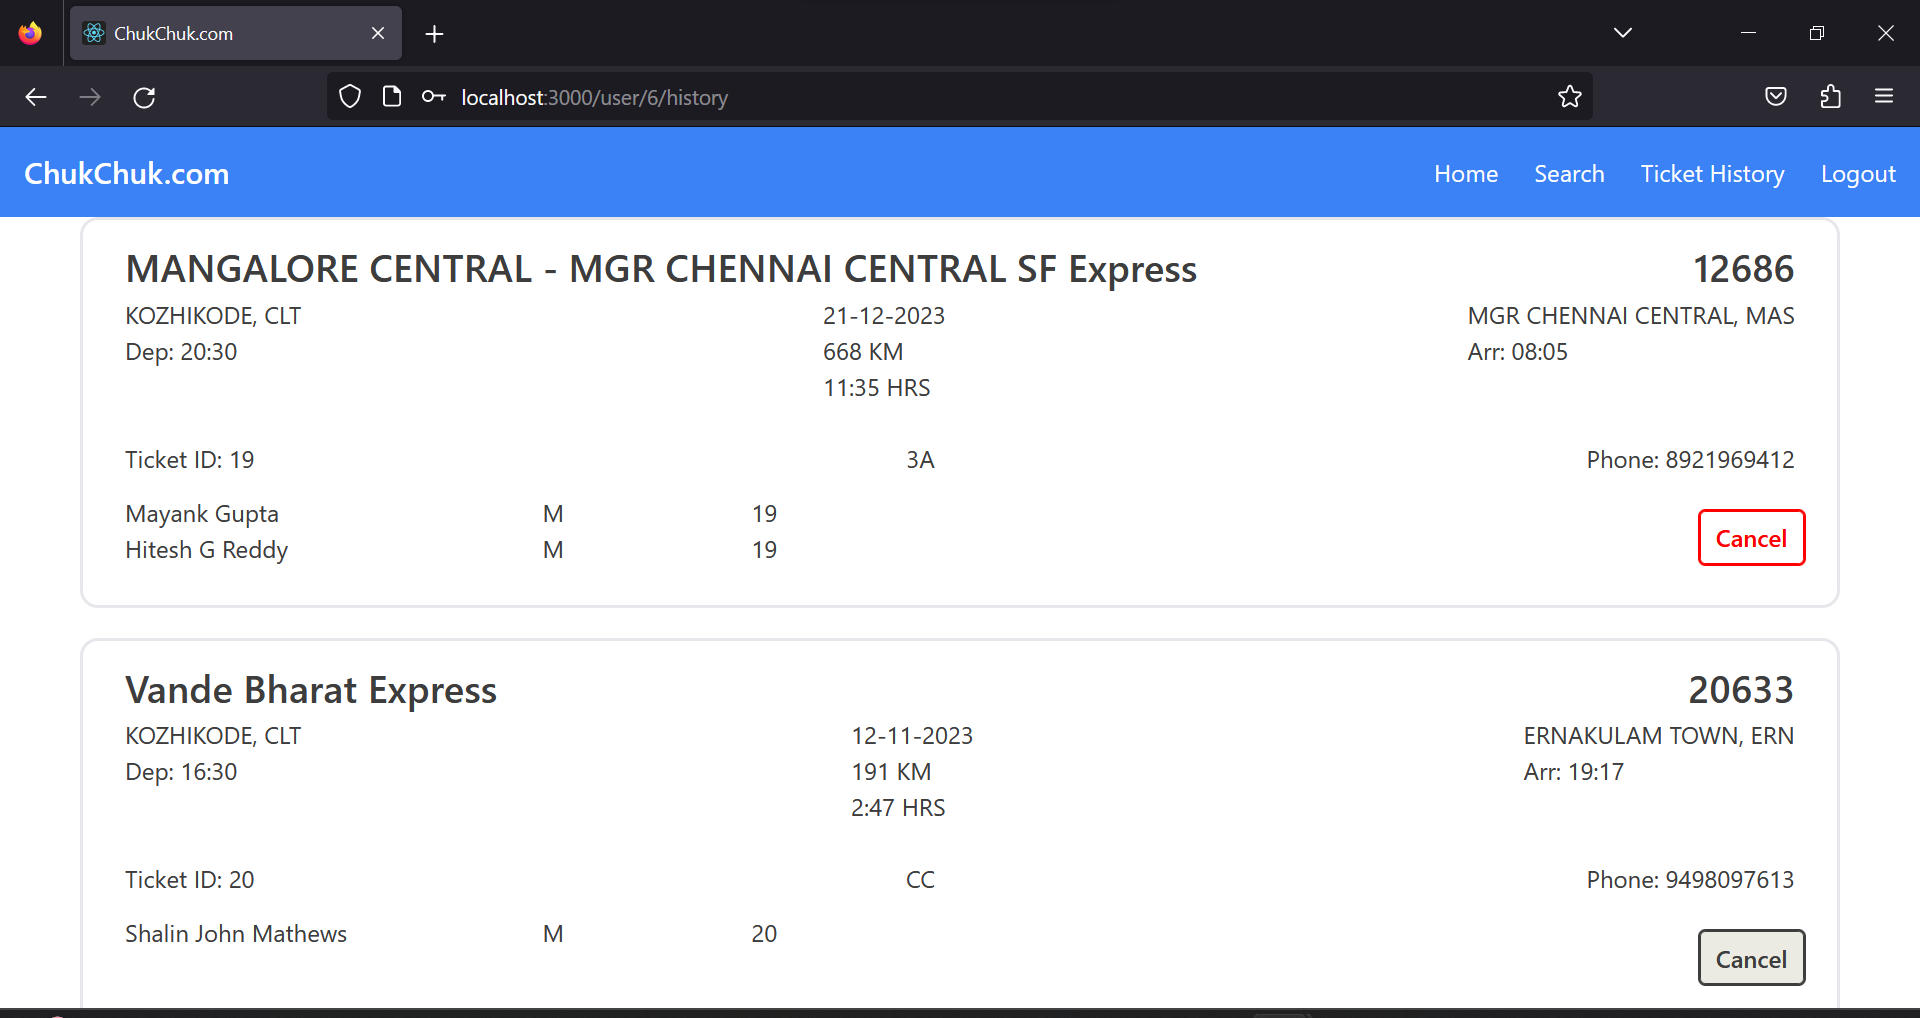 ChukChuk.com
localhost:3000/user/6/history
ChukChuk.com Home Search Ticket History Logout
MANGALORE CENTRAL - MGR CHENNAI CENTRAL SF Express 12686
KOZHIKODE, CLT 21-12-2023 MGR CHENNAI CENTRAL, MAS
Dep: 20:30 668 KM Arr: 08:05
11:35 HRS
Ticket ID: 19 3A Phone: 8921969412
Mayank Gupta M 19
Hitesh G Reddy M 19
Cancel
Vande Bharat Express 20633
KOZHIKODE, CLT 12-11-2023 ERNAKULAM TOWN, ERN
Dep: 16:30 191 KM Arr: 19:17
2:47 HRS
Ticket ID: 20 CC Phone: 9498097613
Shalin John Mathews M 20
Cancel